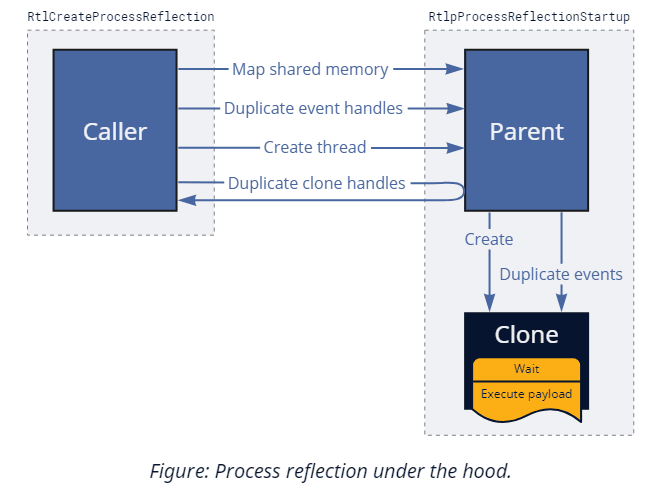 RtlCreateProcessReflection
RtlpProcessReflectionStartup
Caller
Map shared memory
Duplicate event handles
Create thread
Duplicate clone handles
Parent
Create
Duplicate events
Clone
Wait
Execute payload
Figure: Process reflection under the hood.